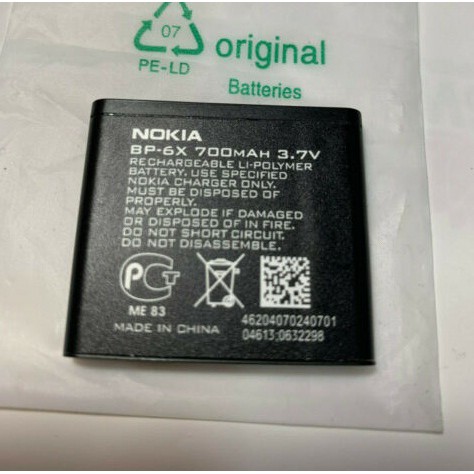 07
PE-LD
original
Batteries
NOKIA
BP-6X 700MAH 3.7V
RECHARGEABLE LI-POLYMER
BATTERY. USE SPECIFIED
NOKIA CHARGER ONLY.
MUST BE DISPOSED OF
PROPERLY.
MAY EXPLODE IF DAMAGED
OR DISPOSED OF IN FIRE.
DO NOT SHORT CIRCUIT.
DO NOT DISASSEMBLE.
РСТ
ME 83
MADE IN CHINA
46204070240701
04613:0632298